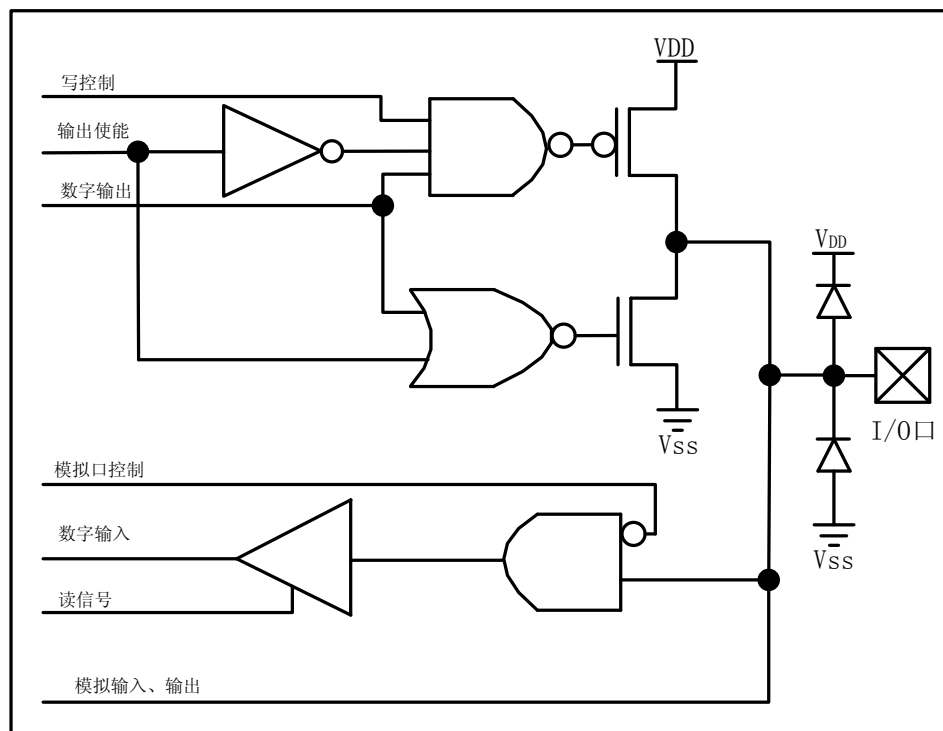 VDD
写控制
输出使能
数字输出
VDD
I/O口
VSS
模拟口控制
数字输入
VSS
读信号
模拟输入、输出